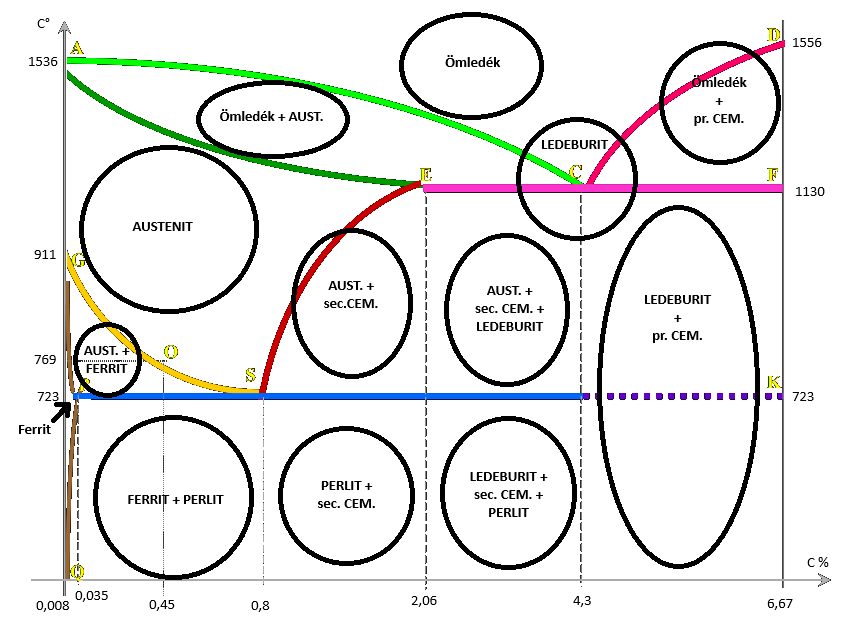 C°
A
Ömledék
D
1556
1536
Ömledék
+
pr. CEM.
Ömledék + AUST.
LEDEBURIT
C
E
F
1130
AUSTENIT
911
G
AUST. +
sec.CEM.
AUST. +
sec. CEM. +
LEDEBURIT
LEDEBURIT
+
pr. CEM.
769
AUST. +
FERRIT
O
S
723
K
723
Ferrit
FERRIT + PERLIT
PERLIT +
sec. CEM.
LEDEBURIT +
sec. CEM. +
PERLIT
Q
C %
0,008
0,035
0,45
0,8
2,06
4,3
6,67